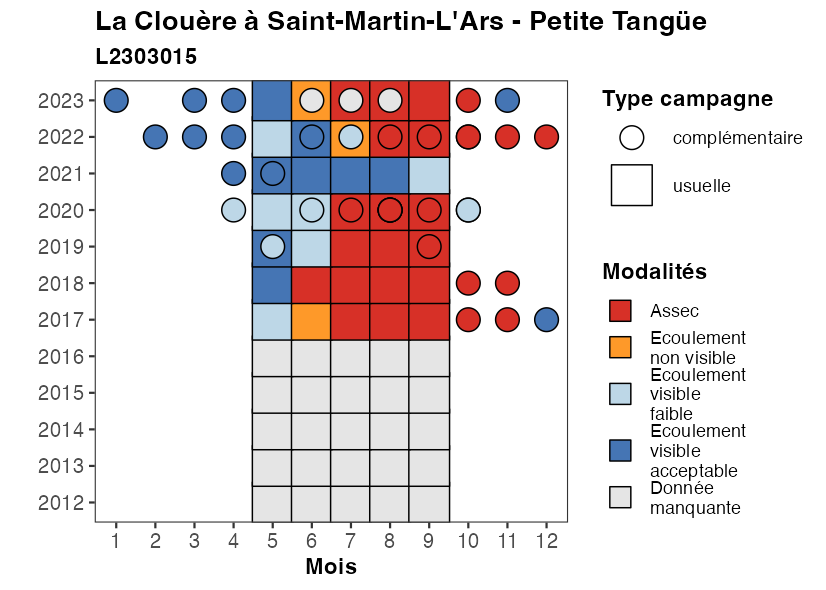 La Clouère à Saint-Martin-L'Ars - Petite Tangüe
L2303015
2023
2022
2021
2020
2019
2018
2017
2016
2015
2014
2013
2012
1 2 3 4 5 6 7 8 9 10 11 12
Mois
Type campagne
complémentaire
usuelle
Modalités
Assec
Ecoulement
non visible
Ecoulement
visible
faible
Ecoulement
visible
acceptable
Donnée
manquante